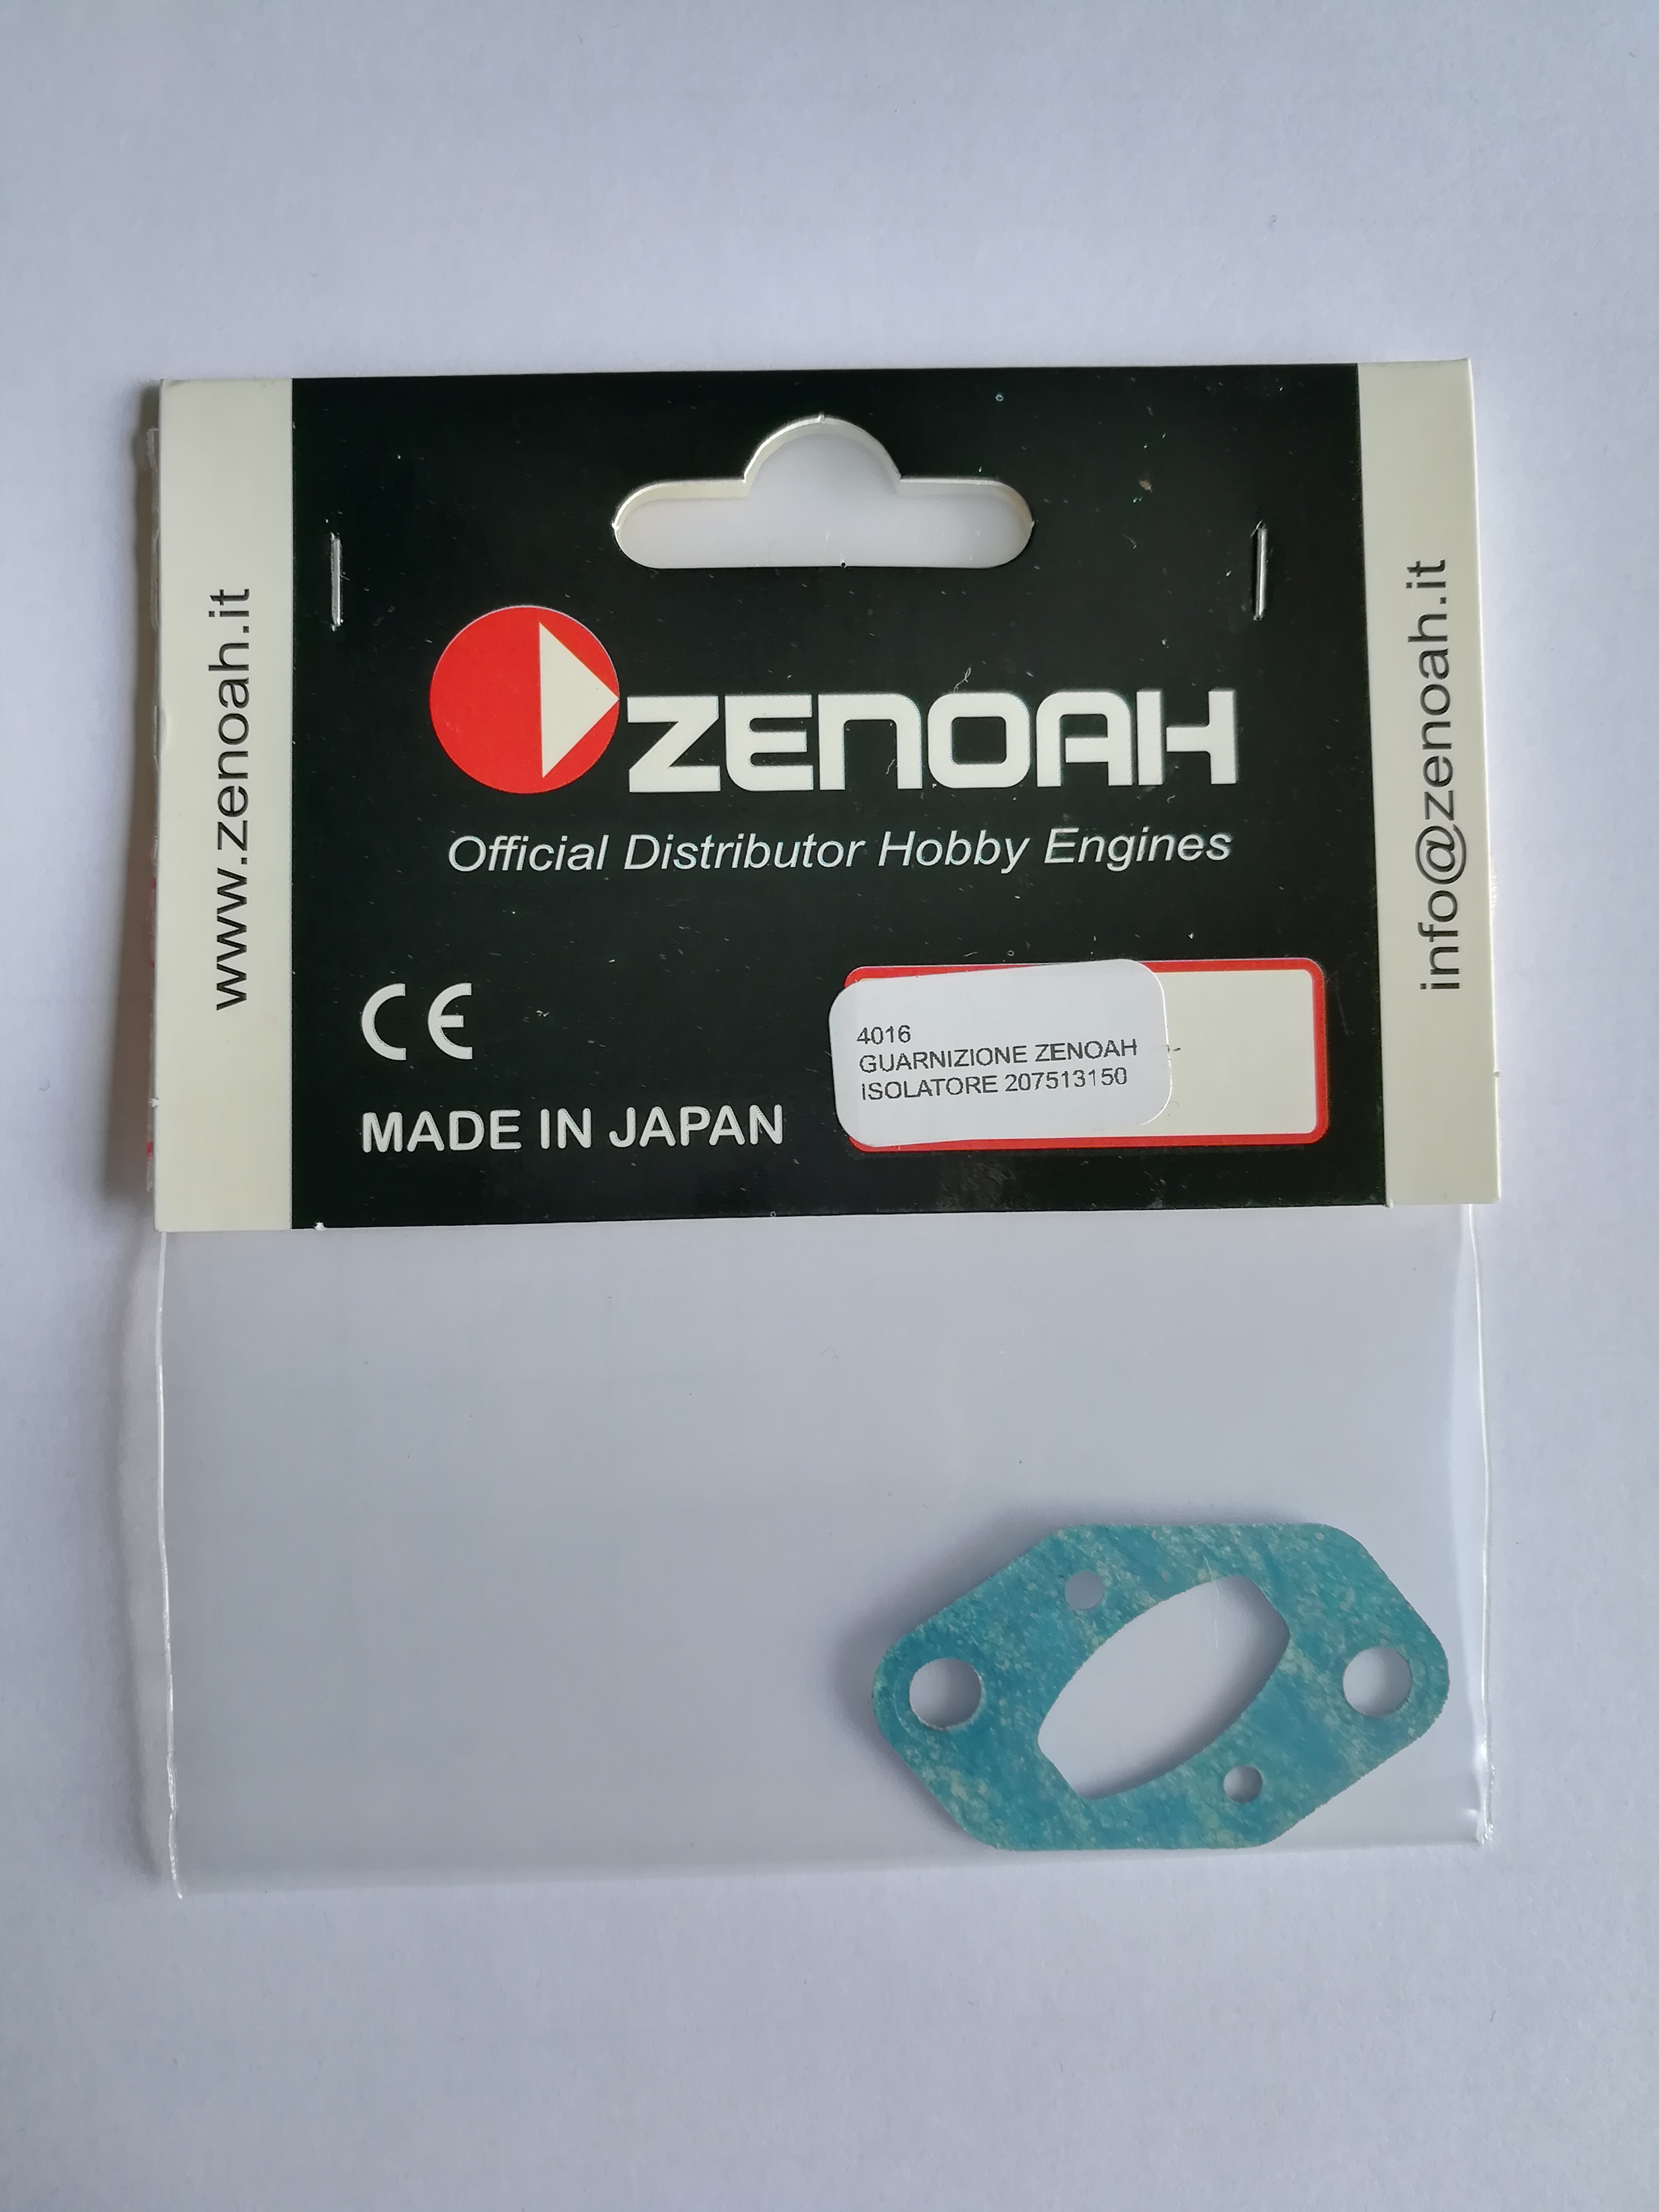 www.zenoah.it
ZENOAH
Official Distributor Hobby Engines
info@zenoah.it
CE
MADE IN JAPAN
4016
GUARNIZIONE ZENOAH
ISOLATORE 207513150